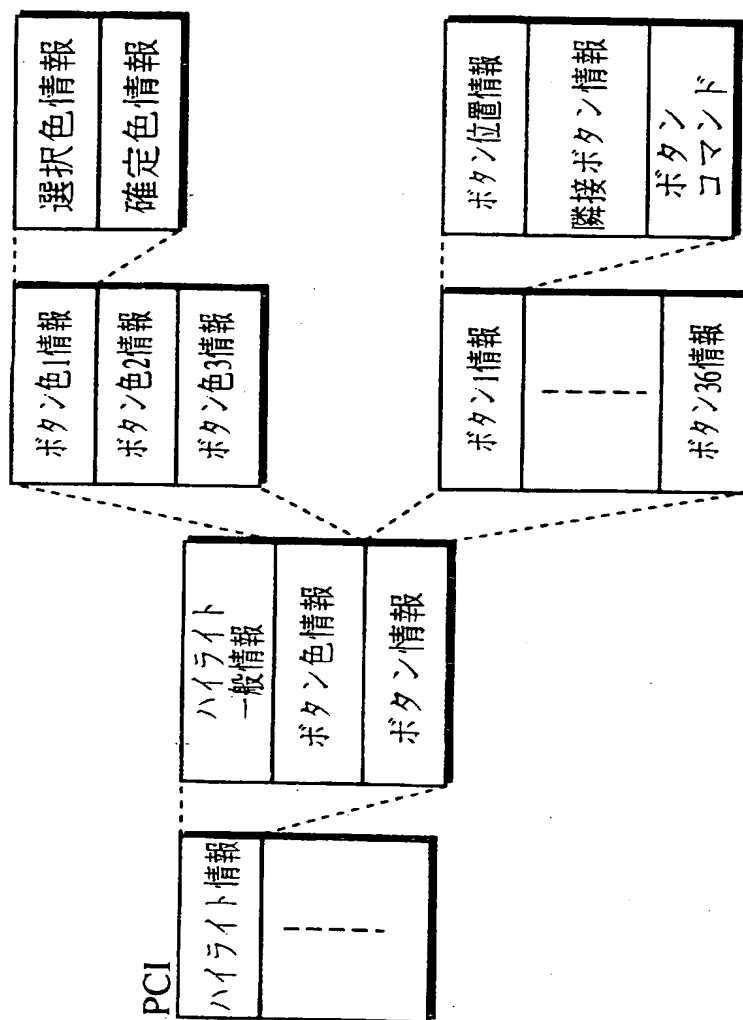 PCI
ハイライト情報
ハイライト
一般情報
ボタン色情報
ボタン情報
ボタン色1情報
ボタン色2情報
ボタン色3情報
選択色情報
確定色情報
ボタン1情報
ボタン36情報
ボタン位置情報
隣接ボタン情報
ボタン
コマンド